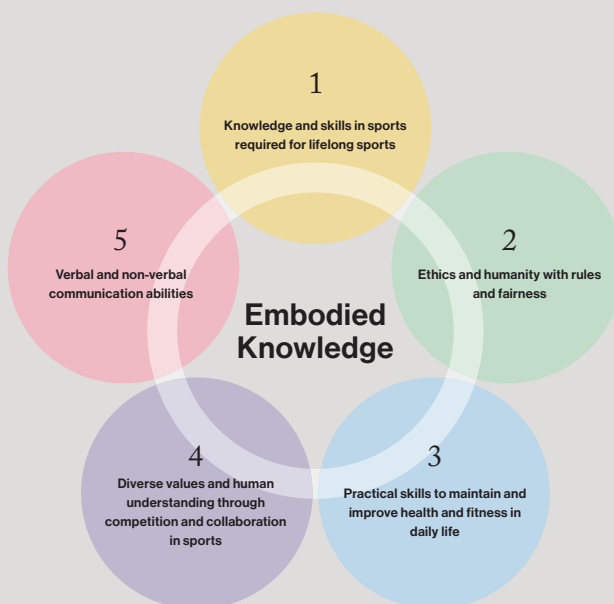 1
Knowledge and skills in sports
required for lifelong sports
2
Ethics and humanity with rules
and fairness
3
Practical skills to maintain and
improve health and fitness in
daily life
4
Diverse values and human
understanding through
competition and collaboration
in sports
5
Verbal and non-verbal
communication abilities
Embodied
Knowledge